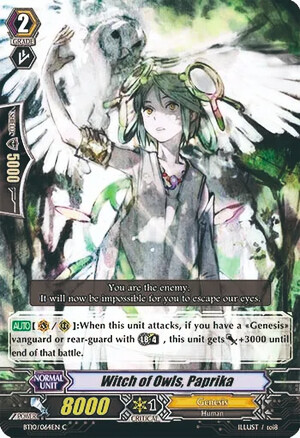 2
GRADE
SHIELD
5000
You are the enemy.
It will now be impossible for you to escape our eyes.
AUTO [ ]:When this unit attacks, if you have a «Genesis»
vanguard or rear-guard with LB4 , this unit gets +3000 until
end of that battle.
NORMAL
UNIT
Witch of Owls, Paprika
POWER
8000
1
CRITICAL
Genesis
Human
BT10/064EN C
ILLUST / toi8